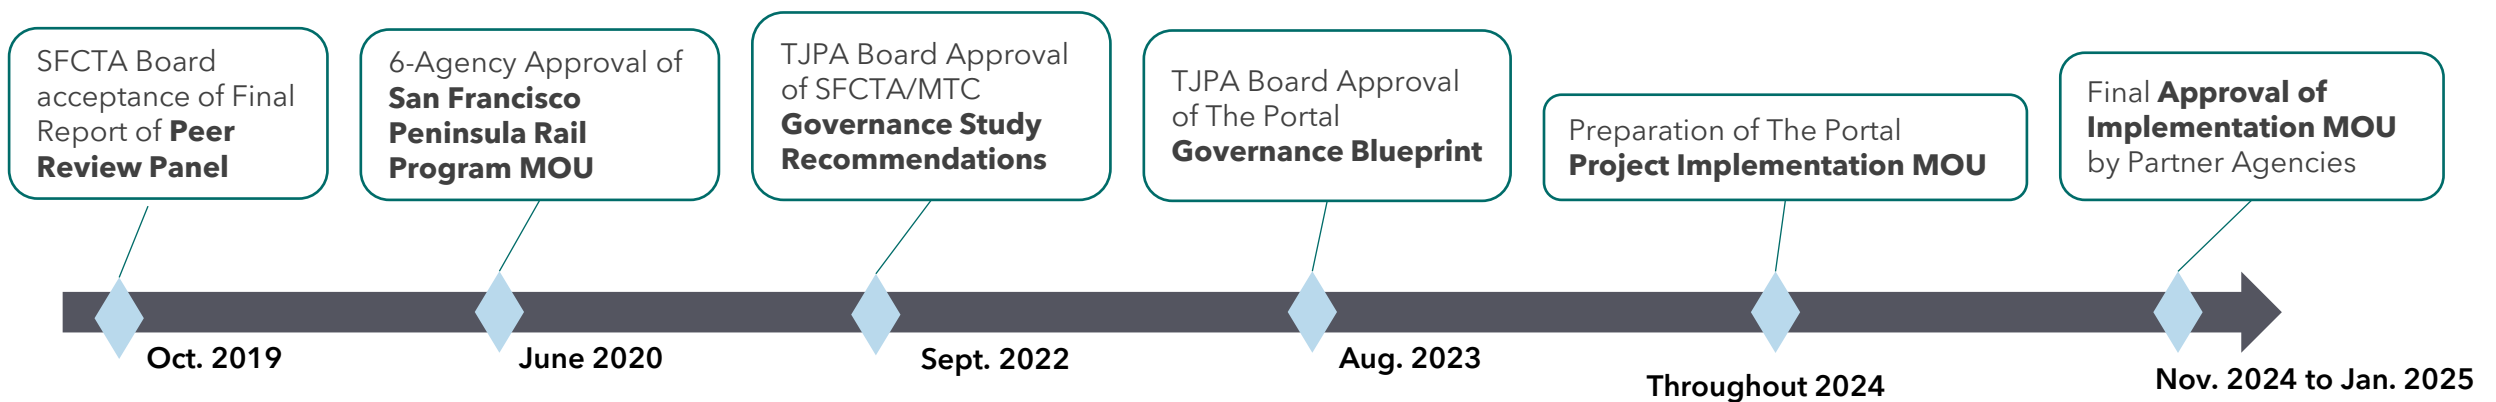 SFCTA Board
acceptance of Final
Report of Peer
Review Panel
6-Agency Approval of
San Francisco
Peninsula Rail
Program MOU
TJPA Board Approval
of SFCTA/MTC
Governance Study
Recommendations
TJPA Board Approval
of The Portal
Governance Blueprint
Preparation of The Portal
Project Implementation MOU
Final Approval of
Implementation MOU
by Partner Agencies
Oct. 2019
June 2020
Sept. 2022
Aug. 2023
Throughout 2024
Nov. 2024 to Jan. 2025